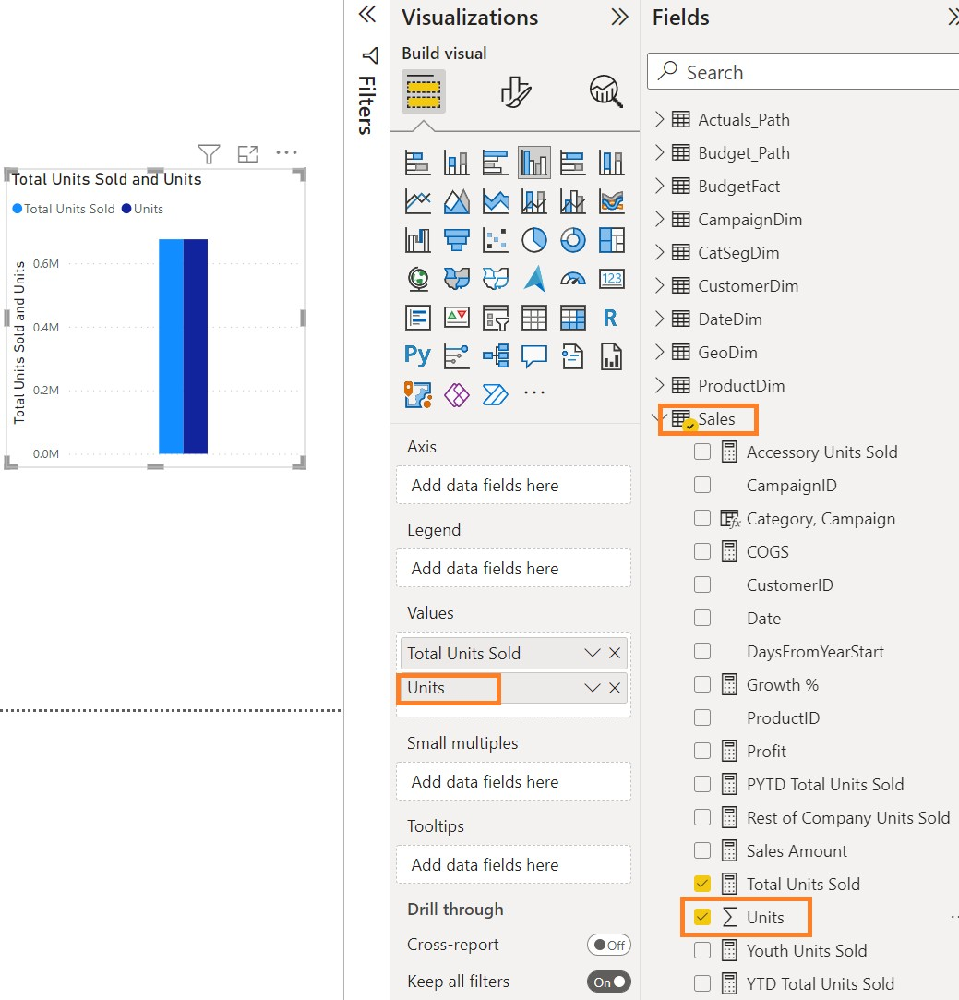 Total Units Sold and Units
Total Units Sold Units
Total Units Sold and Units
0.6M
0.4M
0.2M
0.0M
Filters
Visualizations
Build visual
123
R
Py
Axis
Add data fields here
Legend
Add data fields here
Values
Total Units Sold
Units
Small multiples
Add data fields here
Tooltips
Add data fields here
Drill through
Cross-report
Off
Keep all filters
On
Fields
Search
Actuals_Path
Budget_Path
BudgetFact
CampaignDim
CatSegDim
CustomerDim
DateDim
GeoDim
ProductDim
Sales
Accessory Units Sold
CampaignID
fx Category, Campaign
COGS
CustomerID
Date
DaysFromYearStart
Growth %
ProductID
Profit
PYTD Total Units Sold
Rest of Company Units Sold
Sales Amount
Total Units Sold
∑ Units
Youth Units Sold
YTD Total Units Sold